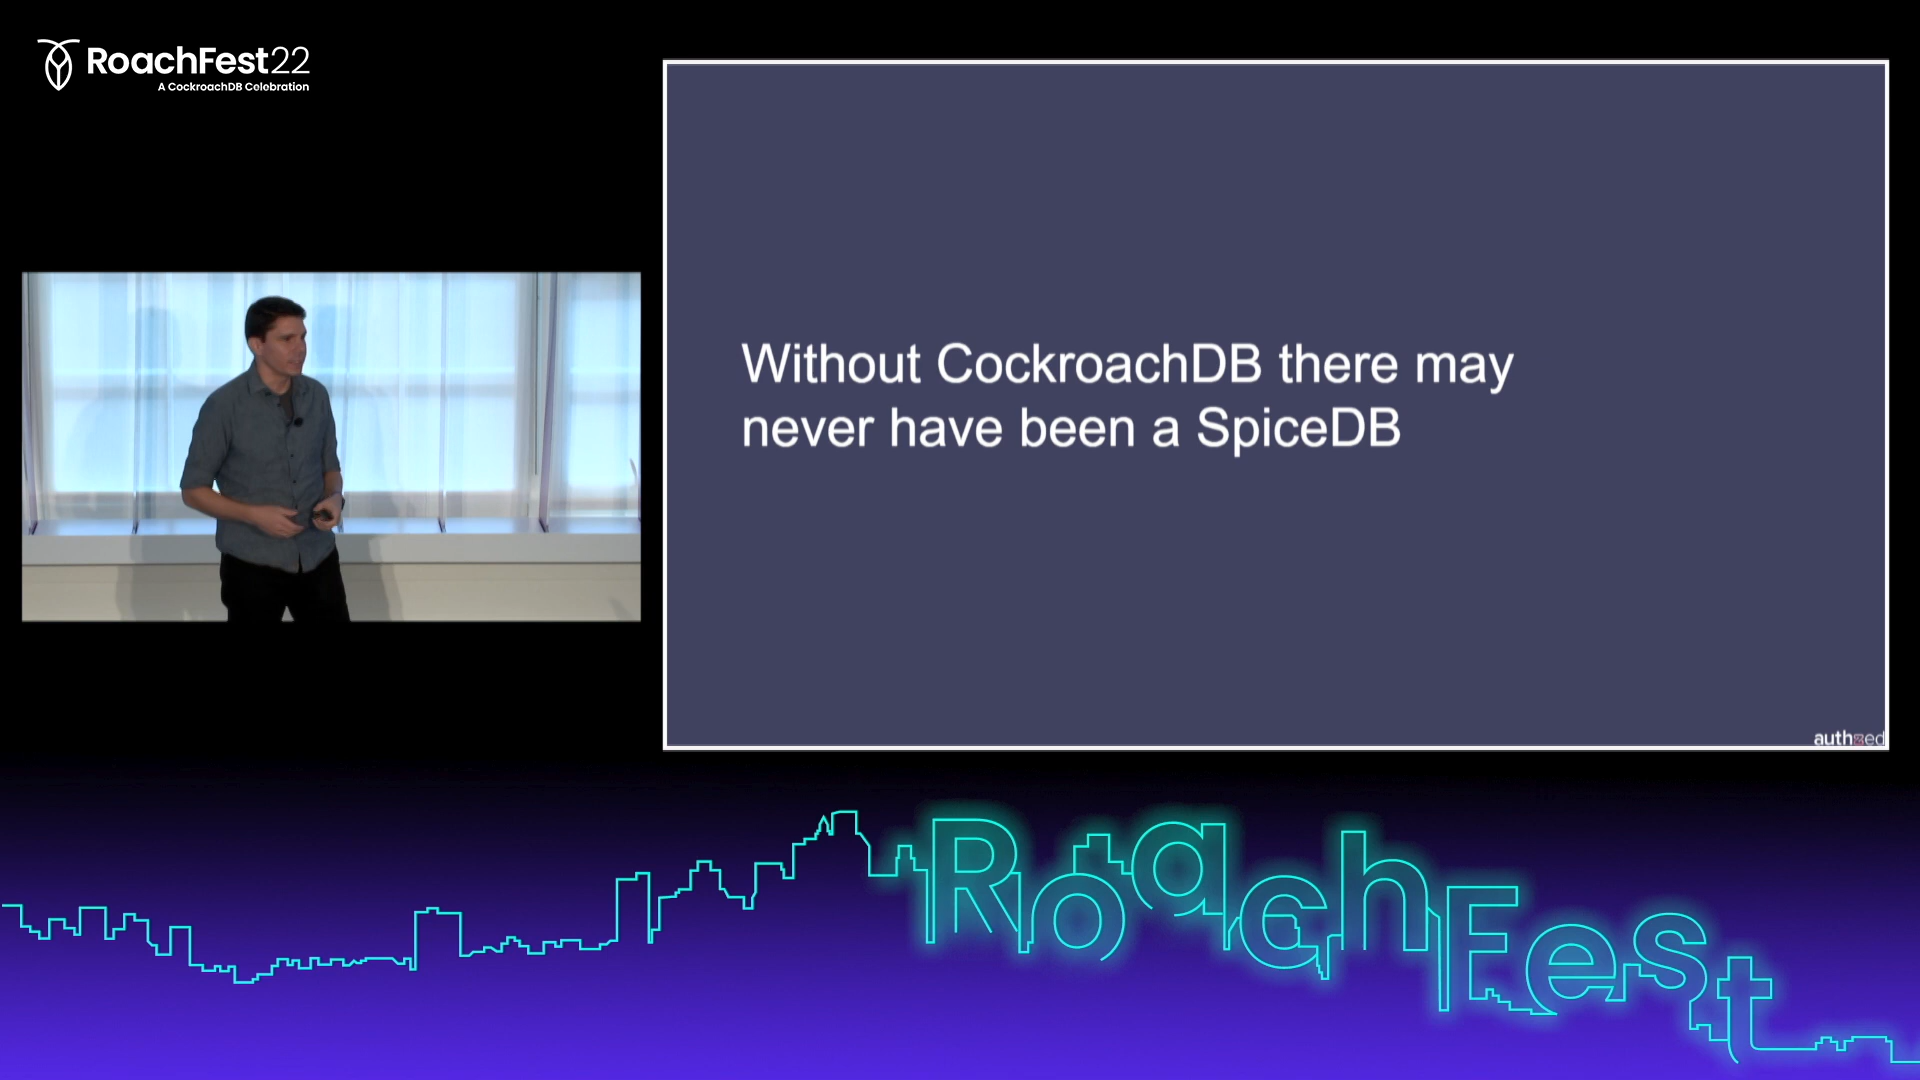 RoachFest22
A CockroachDB Celebration
Without CockroachDB there may
never have been a SpiceDB
authzed
RoachFest